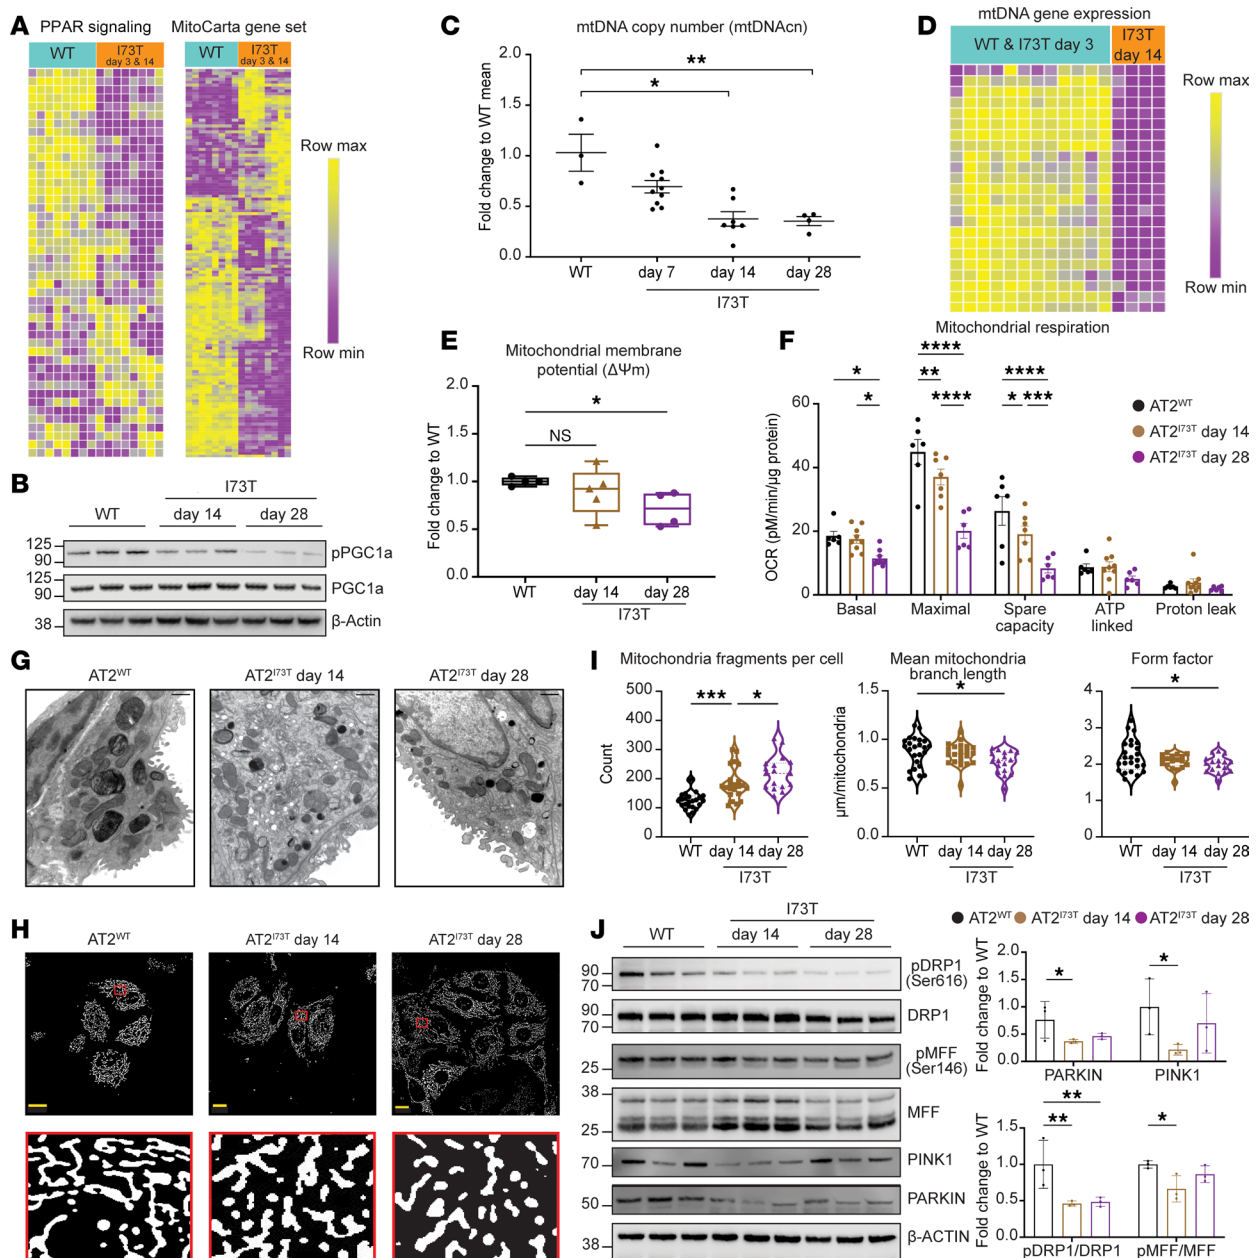 A
PPAR signaling
WT
I73T
day 3 & 14
MitoCarta gene set
WT
I73T
day 3 & 14
Row max
Row min
B
I73T
WT
day 14
day 28
125
90
pPGC1a
125
90
PGC1a
38
β-Actin
C
mtDNA copy number (mtDNAcn)
Fold change to WT mean
2.0
1.5
1.0
0.5
0.0
**
*
WT
day 7
day 14
day 28
I73T
D
mtDNA gene expression
WT & I73T day 3
I73T
day 14
Row max
Row min
E
Mitochondrial membrane
potential (ΔΨm)
Fold change to WT
2.0
1.5
1.0
0.5
0.0
*
NS
WT
day 14
day 28
I73T
F
Mitochondrial respiration
OCR (pM/min/µg protein)
60
40
20
0
*
*
****
**
****
****
*
***
AT2WT
AT2I73T day 14
AT2I73T day 28
Basal
Maximal
Spare
capacity
ATP
linked
Proton leak
G
AT2WT
AT2I73T day 14
AT2I73T day 28
H
AT2WT
AT2I73T day 14
AT2I73T day 28
I
Mitochondria fragments per cell
Count
500
400
300
200
100
0
***
*
WT
day 14
day 28
I73T
Mean mitochondria
branch length
µm/mitochondria
1.5
1.0
0.5
0.0
*
WT
day 14
day 28
I73T
Form factor
4
3
2
1
0
*
WT
day 14
day 28
I73T
J
I73T
WT
day 14
day 28
90
70
pDRP1
(Ser616)
90
70
DRP1
25
pMFF
(Ser146)
38
25
MFF
70
PINK1
50
PARKIN
38
β-ACTIN
AT2WT
AT2I73T day 14
AT2I73T day 28
Fold change to WT
2.0
1.5
1.0
0.5
0.0
*
*
PARKIN
PINK1
Fold change to WT
1.5
1.0
0.5
0.0
**
**
*
pDRP1/DRP1
pMFF/MFF